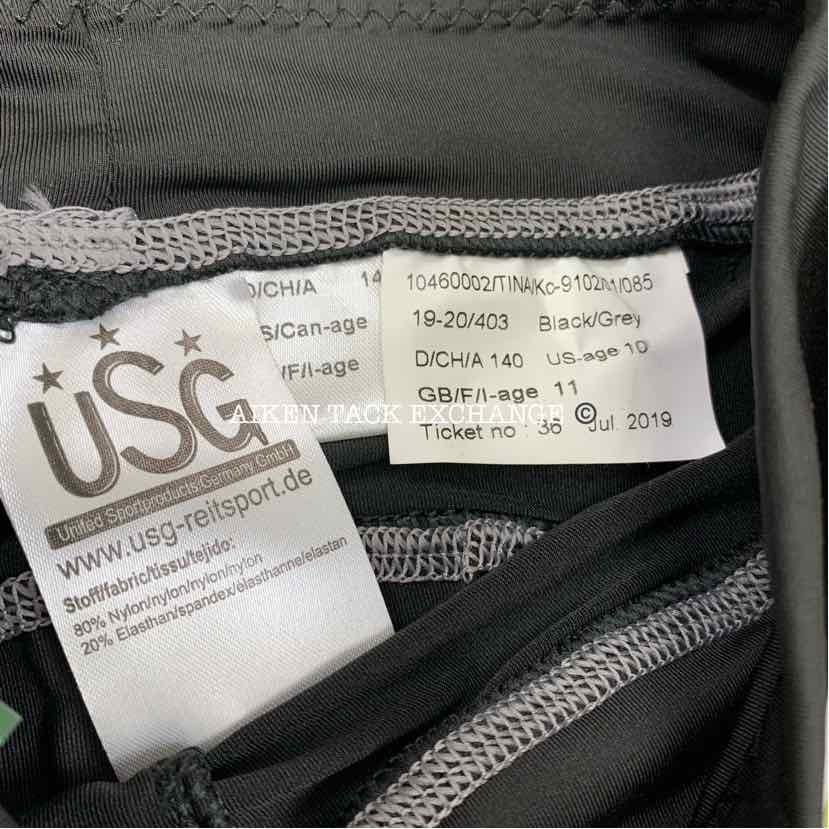 USG
United Sportproducts Germany GmbH
www.usg-reitsport.de
Stoff/fabric/tissu/tejido:
80% Nylon/nylon/nylon/nylon
20% Elasthan/spandex/élasthanne/elastan
D/CH/A 14
S/Can-age
/F/I-age
10460002/TINA/Ko-9102/ /085
19-20/403 Black/Grey
D/CH/A 140 US-age 10
GB/F/I-age 11
Ticket no : 36 Jul. 2019
AIKEN TACK EXCHANGE ©